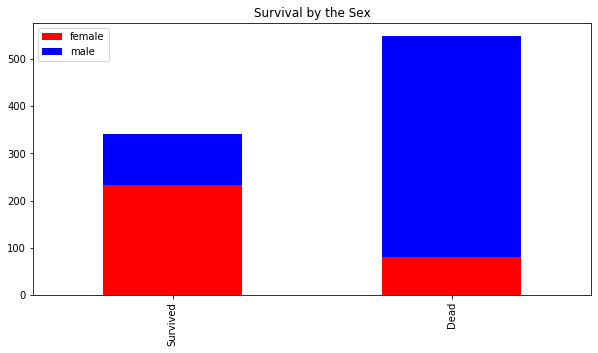 Survival by the Sex
female
male
500
400
300
200
100
0
Survived
Dead